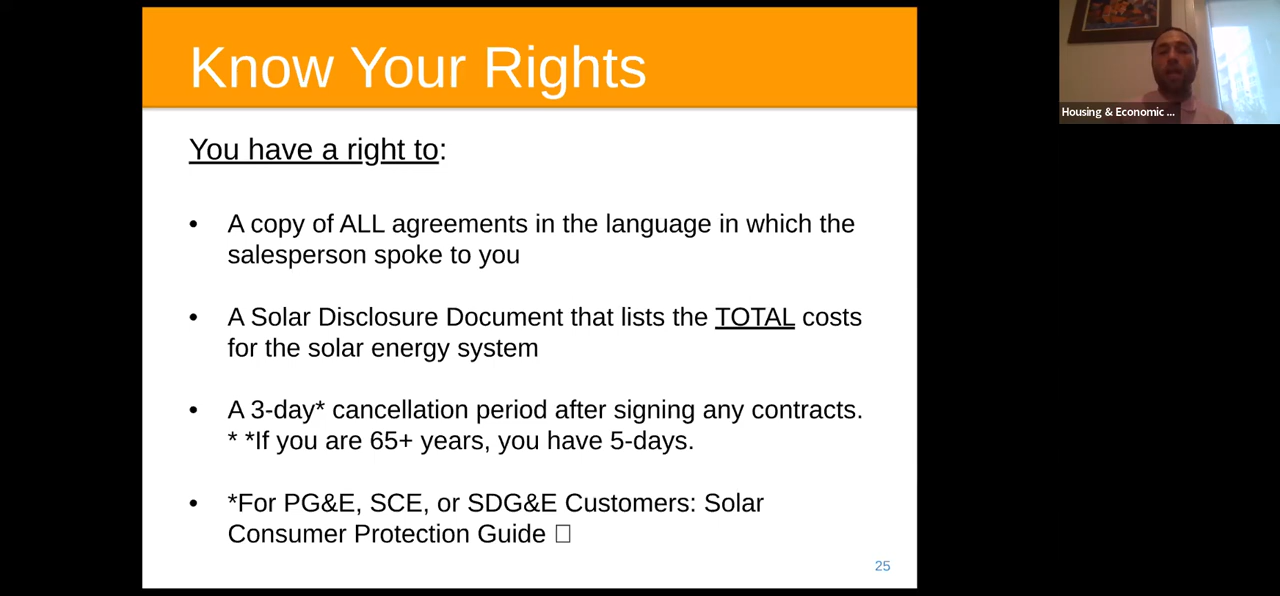 Know Your Rights
You have a right to:
• A copy of ALL agreements in the language in which the
salesperson spoke to you
• A Solar Disclosure Document that lists the TOTAL costs
for the solar energy system
• A 3-day* cancellation period after signing any contracts.
* *If you are 65+ years, you have 5-days.
• *For PG&E, SCE, or SDG&E Customers: Solar
Consumer Protection Guide □
25
Housing & Economic ...